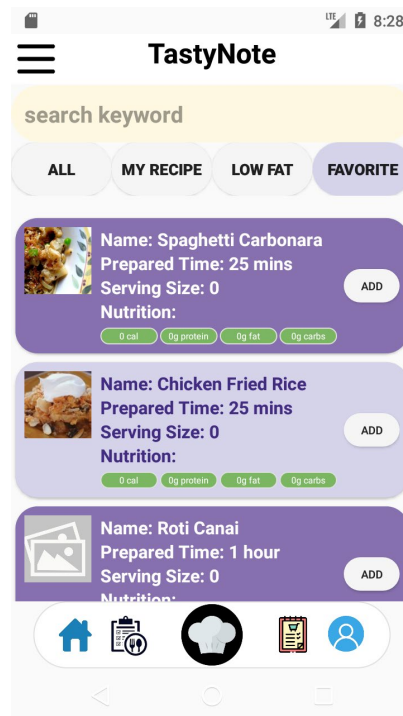 LTE 8:28
TastyNote
search keyword
ALL MY RECIPE LOW FAT FAVORITE
Name: Spaghetti Carbonara
Prepared Time: 25 mins
Serving Size: 0
ADD
Nutrition:
0 cal 0g protein 0g fat 0g carbs
Name: Chicken Fried Rice
Prepared Time: 25 mins
Serving Size: 0
ADD
Nutrition:
0 cal 0g protein 0g fat 0g carbs
Name: Roti Canai
Prepared Time: 1 hour
Serving Size: 0
ADD
Nutrition: